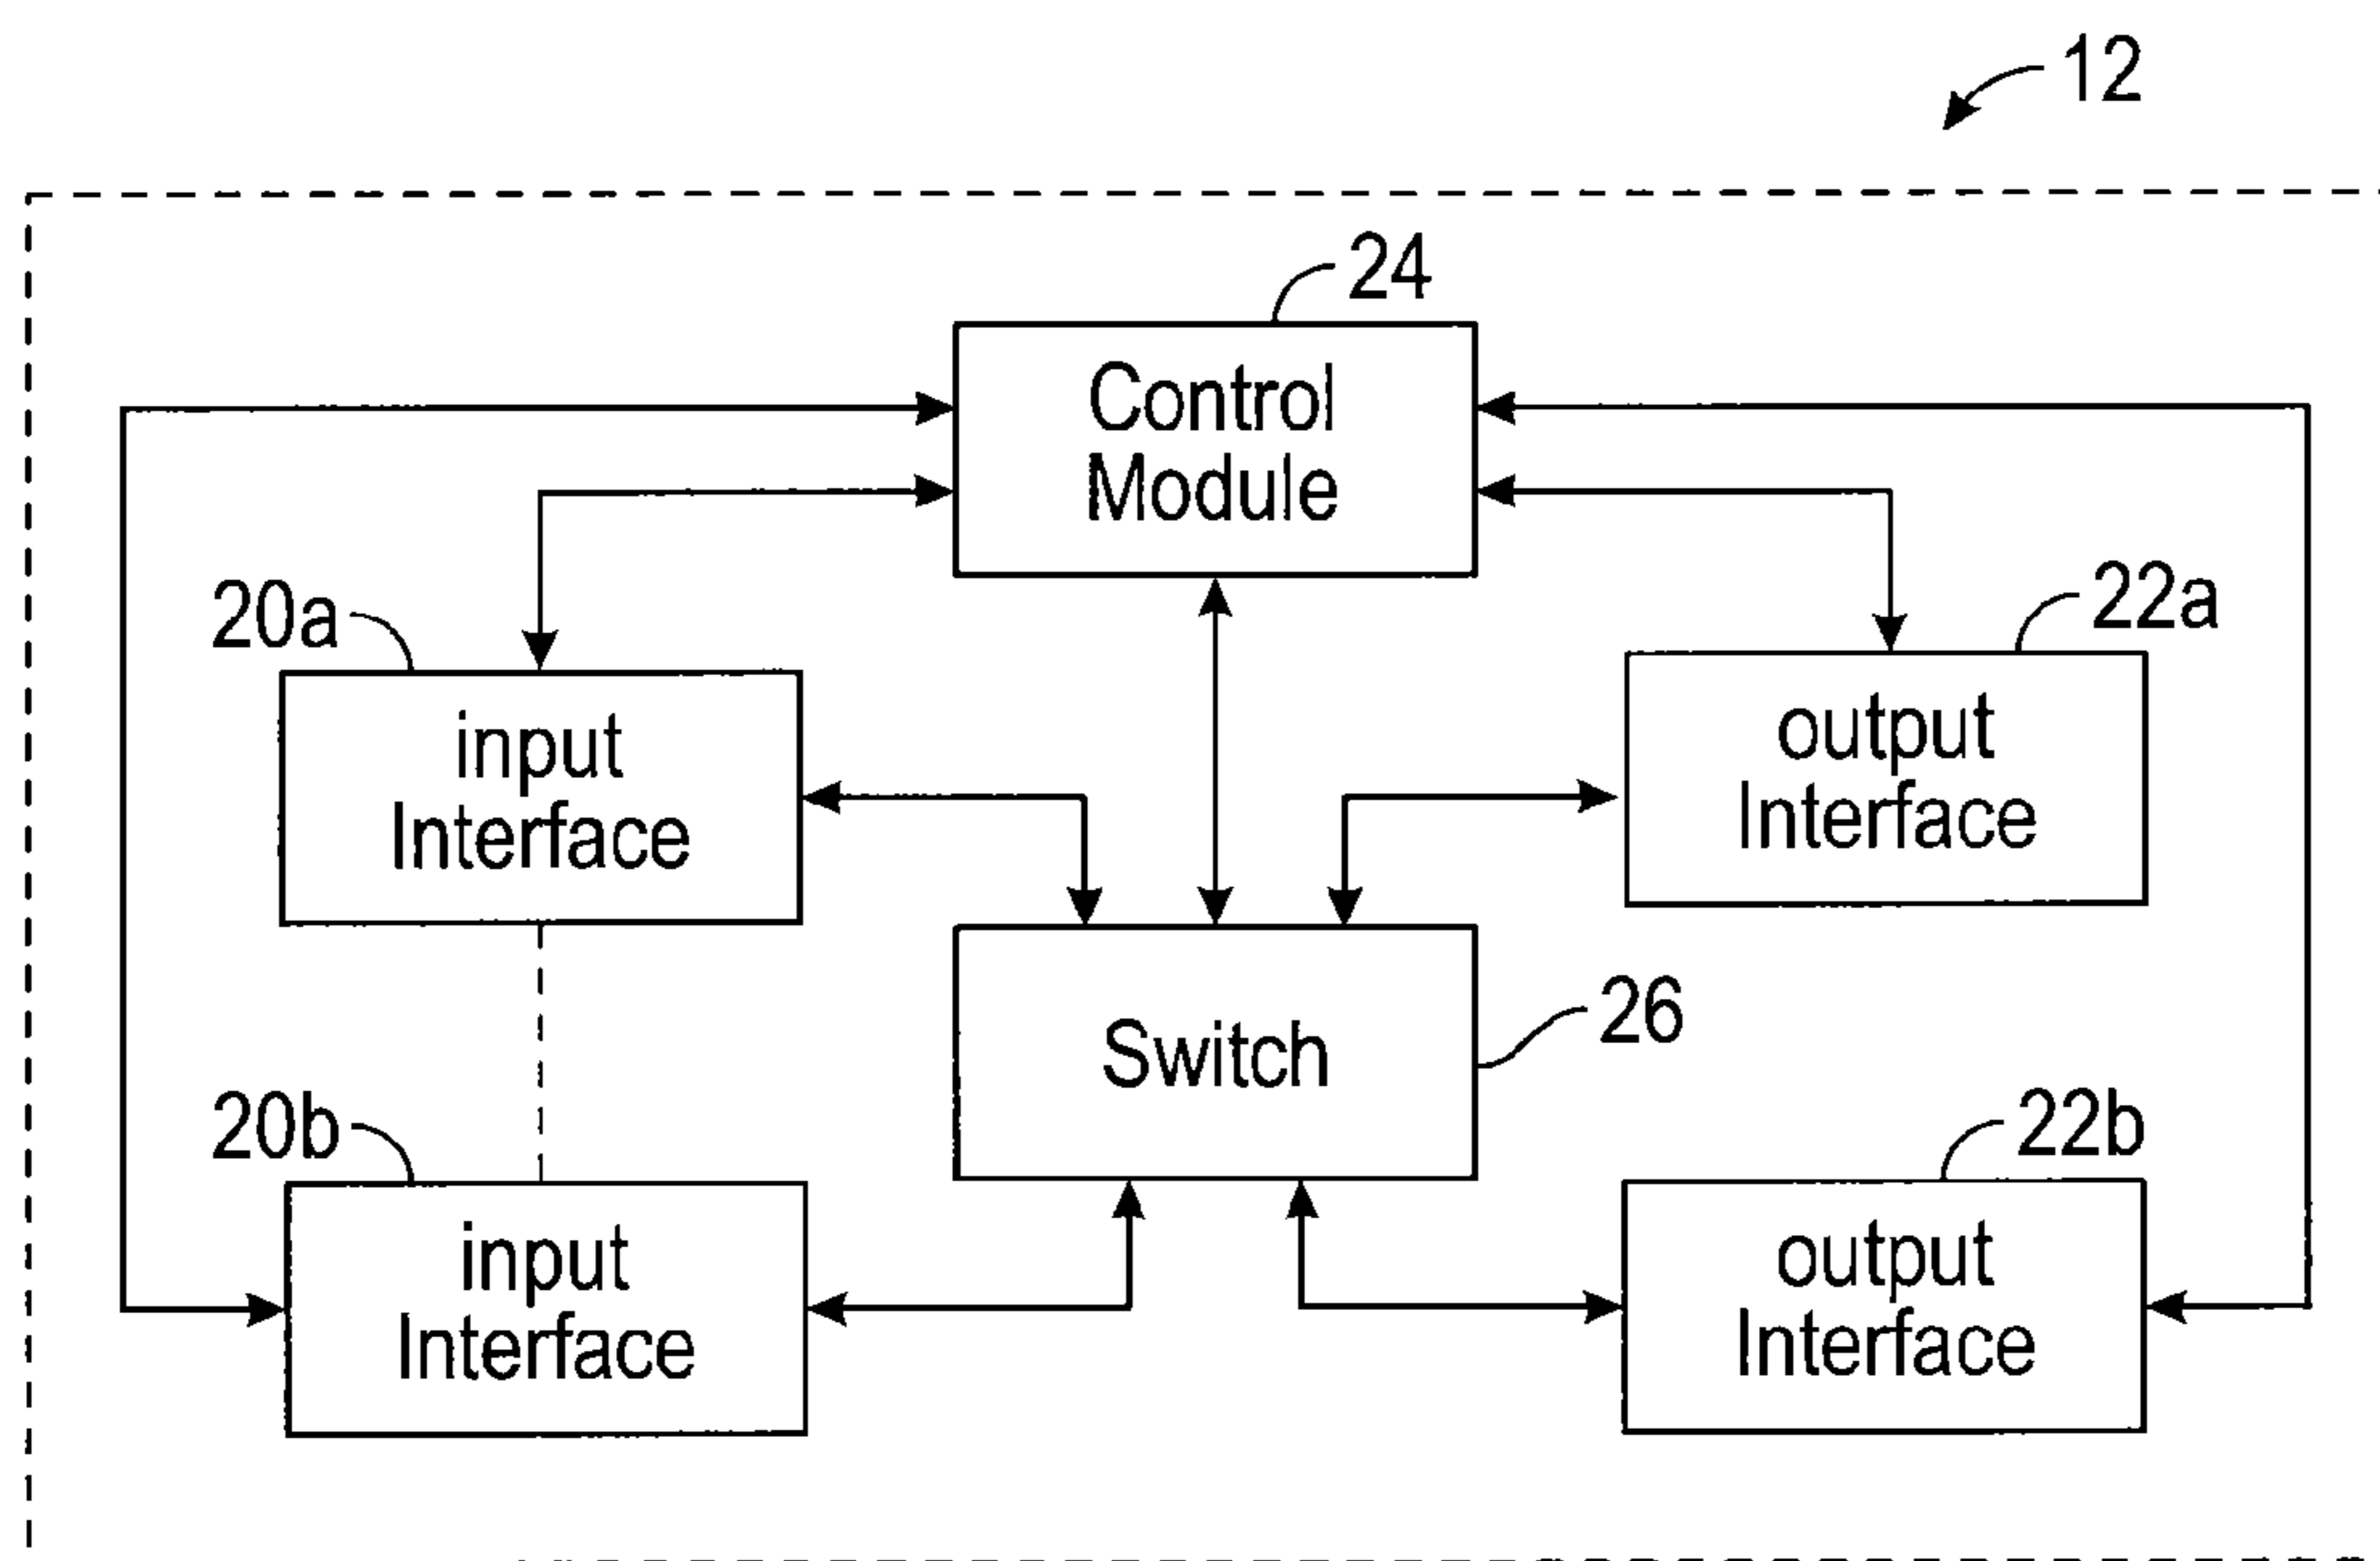 12
24
Control
Module
20a
22a
input
Interface
output
Interface
26
Switch
20b
22b
input
Interface
output
Interface